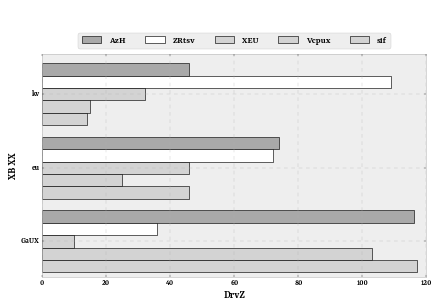 AzH ZRtsv XEU Vcpux sif
XB XX
kv
eu
GaUX
0 20 40 60 80 100 120
DrvZ